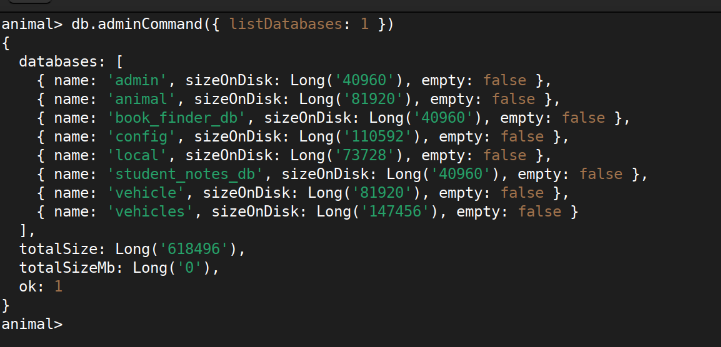 animal> db.adminCommand({ listDatabases: 1 })
{
  databases: [
    { name: 'admin', sizeOnDisk: Long('40960'), empty: false },
    { name: 'animal', sizeOnDisk: Long('81920'), empty: false },
    { name: 'book_finder_db', sizeOnDisk: Long('40960'), empty: false },
    { name: 'config', sizeOnDisk: Long('110592'), empty: false },
    { name: 'local', sizeOnDisk: Long('73728'), empty: false },
    { name: 'student_notes_db', sizeOnDisk: Long('40960'), empty: false },
    { name: 'vehicle', sizeOnDisk: Long('81920'), empty: false },
    { name: 'vehicles', sizeOnDisk: Long('147456'), empty: false }
  ],
  totalSize: Long('618496'),
  totalSizeMb: Long('0'),
  ok: 1
}
animal>